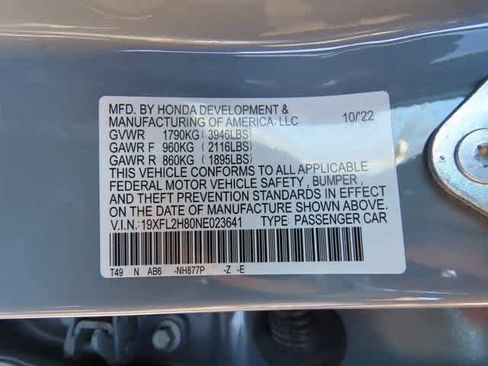 MFD. BY HONDA DEVELOPMENT &
MANUFACTURING OF AMERICA, LLC 10/'22
GVWR 1790KG ( 3946LBS)
GAWR F 960KG ( 2116LBS)
GAWR R 860KG ( 1895LBS)
THIS VEHICLE CONFORMS TO ALL APPLICABLE
FEDERAL MOTOR VEHICLE SAFETY , BUMPER ,
AND THEFT PREVENTION STANDARDS IN EFFECT
ON THE DATE OF MANUFACTURE SHOWN ABOVE.
V.I.N.: 19XFL2H80NE023641 TYPE: PASSENGER CAR
T49 N AB6 -NH877P -Z -E